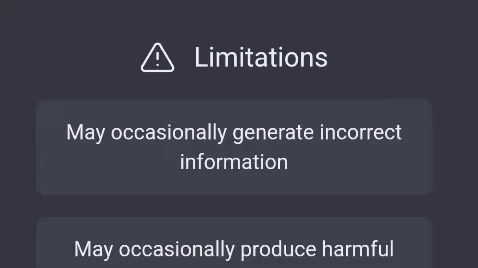 Limitations
May occasionally generate incorrect
information
May occasionally produce harmful